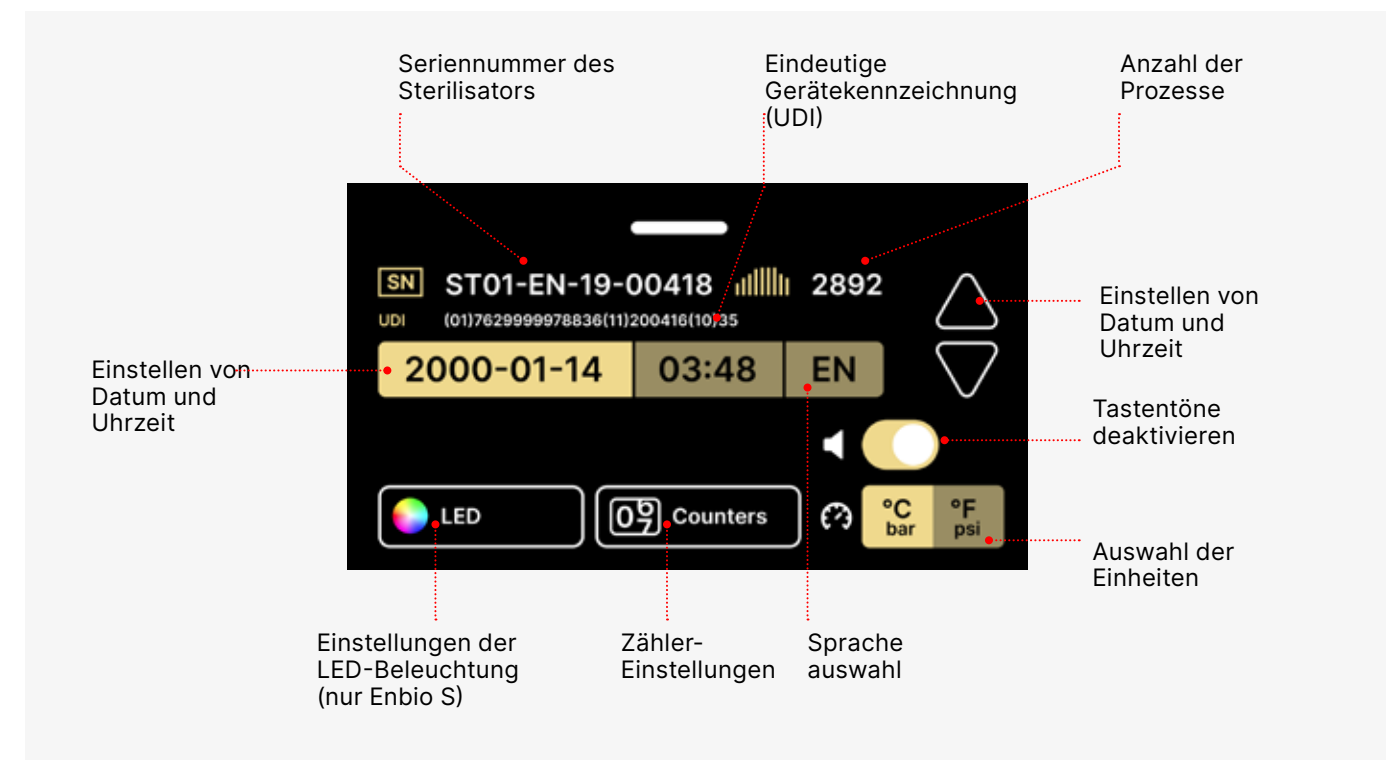 Seriennummer des
Sterilisators
Eindeutige
Gerätekennzeichnung
(UDI)
Anzahl der
Prozesse
SN ST01-EN-19-00418 2892
UDI (01)7629999978836(11)200416(10)35
2000-01-14 03:48 EN
Einstellen von
Datum und
Uhrzeit
Einstellen von
Datum und
Uhrzeit
Tastentöne
deaktivieren
LED
Counters
°C
bar
°F
psi
Auswahl der
Einheiten
Einstellungen der
LED-Beleuchtung
(nur Enbio S)
Zähler-
Einstellungen
Sprache
auswahl